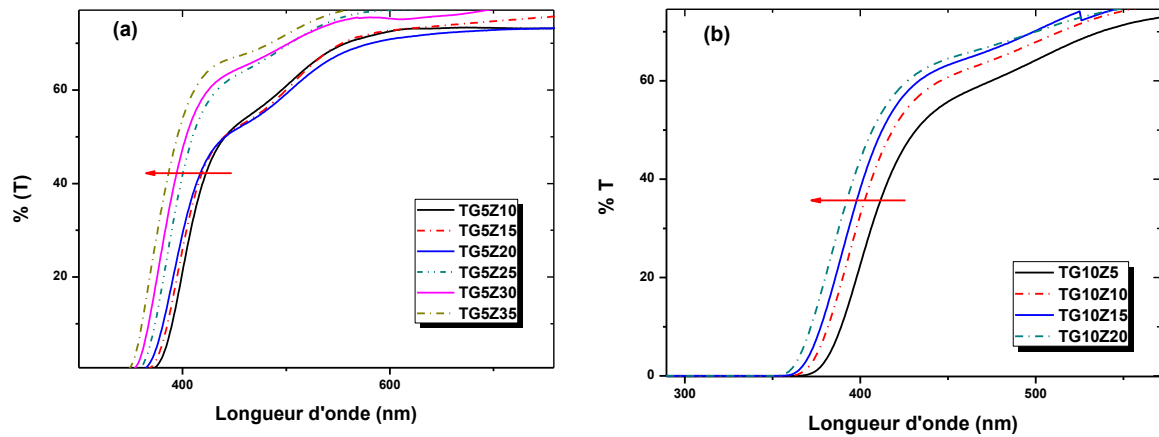 (a)
% (T)
60
40
20
TG5Z10
TG5Z15
TG5Z20
TG5Z25
TG5Z30
TG5Z35
400
600
Longueur d'onde (nm)
(b)
% T
80
60
40
20
0
TG10Z5
TG10Z10
TG10Z15
TG10Z20
300
400
500
Longueur d'onde (nm)